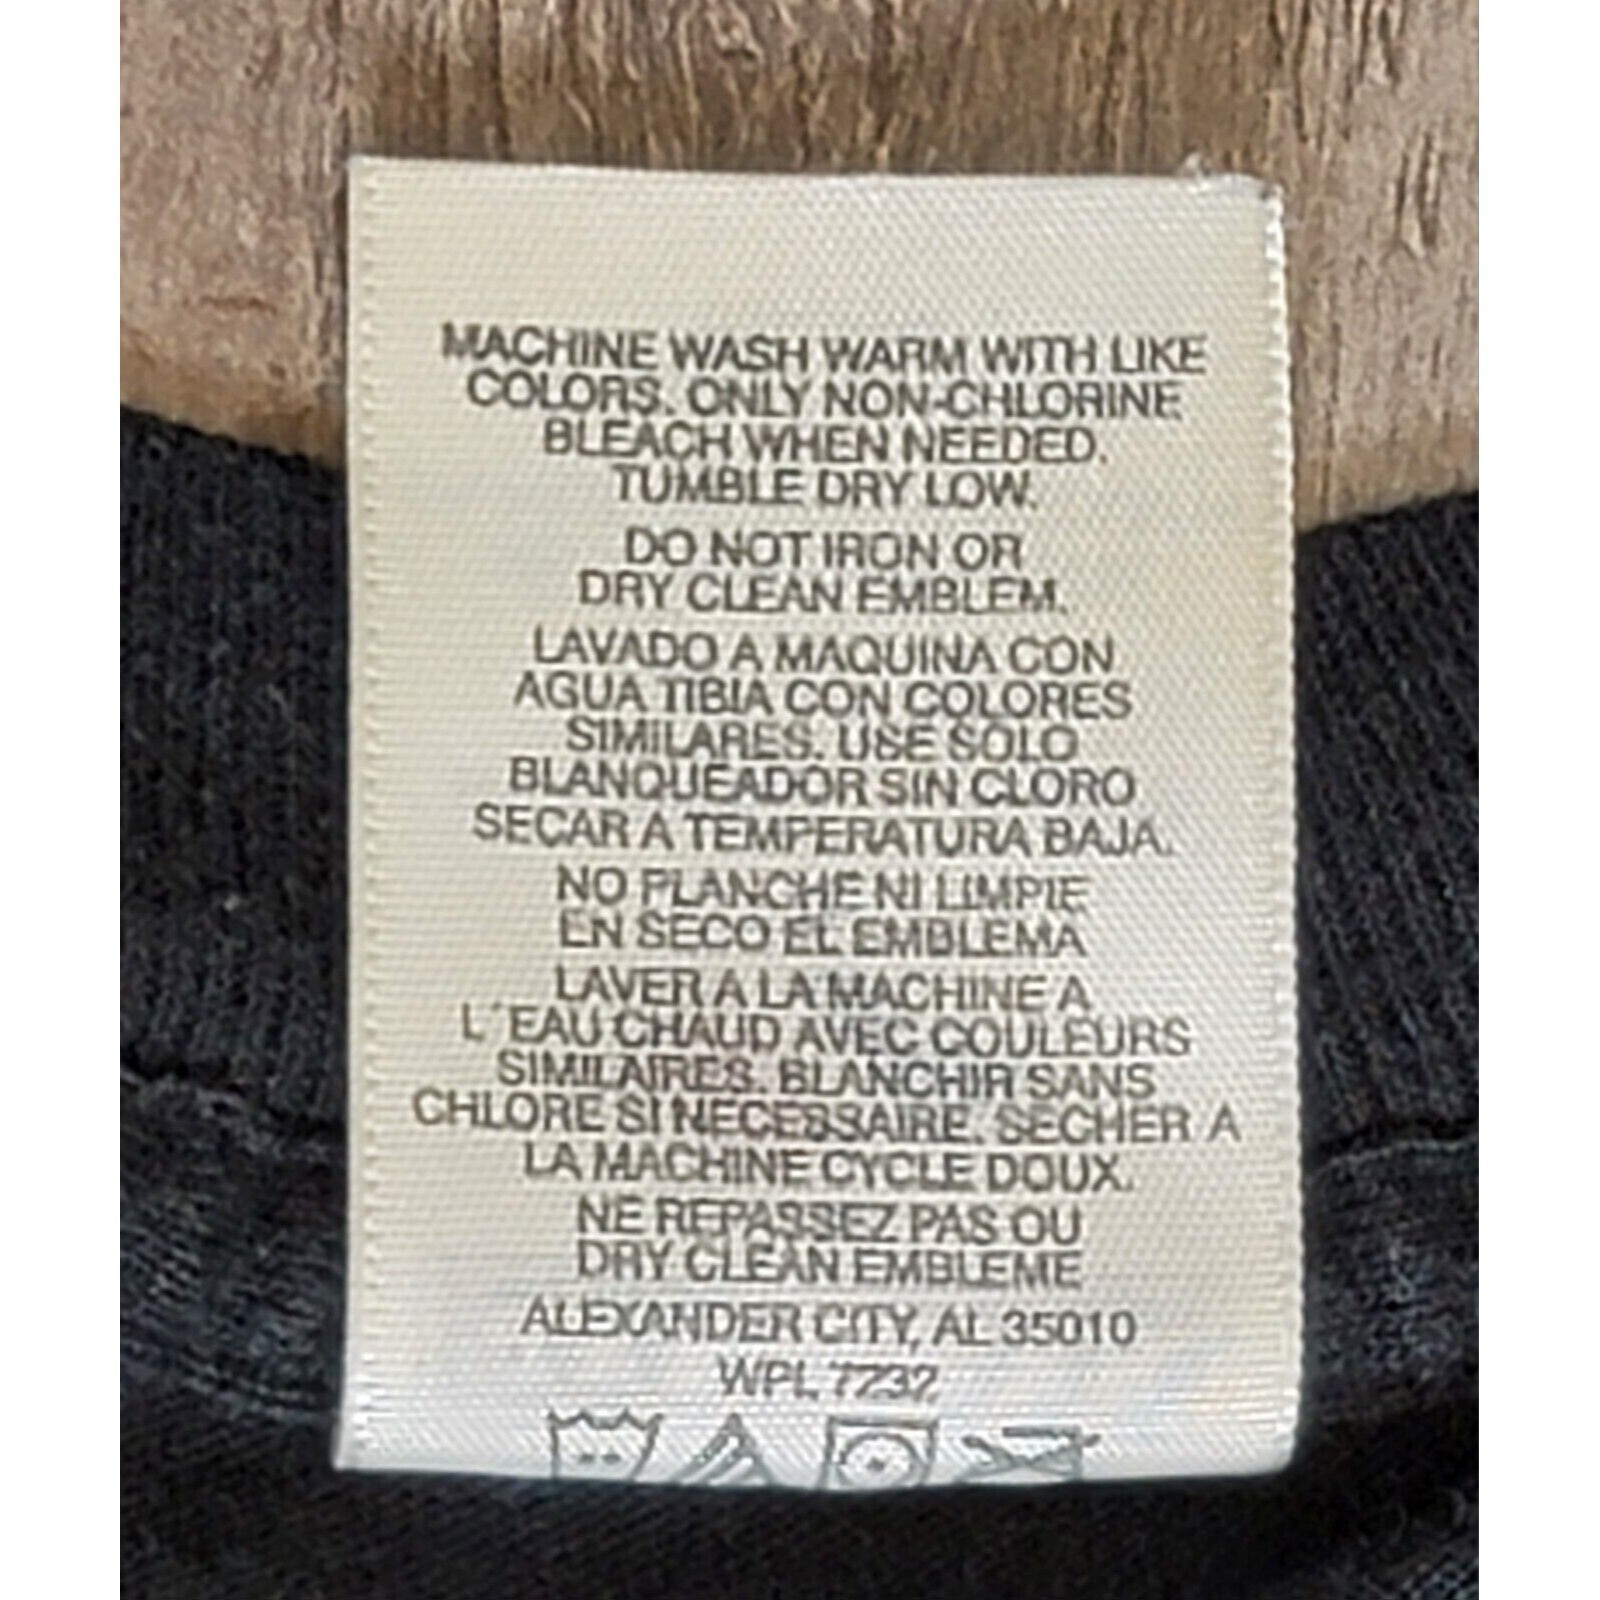 MACHINE WASH WARM WITH LIKE
COLORS. ONLY NON-CHLORINE
BLEACH WHEN NEEDED.
TUMBLE DRY LOW.
DO NOT IRON OR
DRY CLEAN EMBLEM.
LAVADO A MAQUINA CON
AGUA TIBIA CON COLORES
SIMILARES. USE SOLO
BLANQUEADOR SIN CLORO
SECAR A TEMPERATURA BAJA.
NO PLANCHE NI LIMPIE
EN SECO EL EMBLEMA
LAVER A LA MACHINE A
L´EAU CHAUD AVEC COULEURS
SIMILAIRES. BLANCHIR SANS
CHLORE SI NECESSAIRE. SECHER A
LA MACHINE CYCLE DOUX.
NE REPASSEZ PAS OU
DRY CLEAN EMBLEME
ALEXANDER CITY, AL 35010
WPL 7232